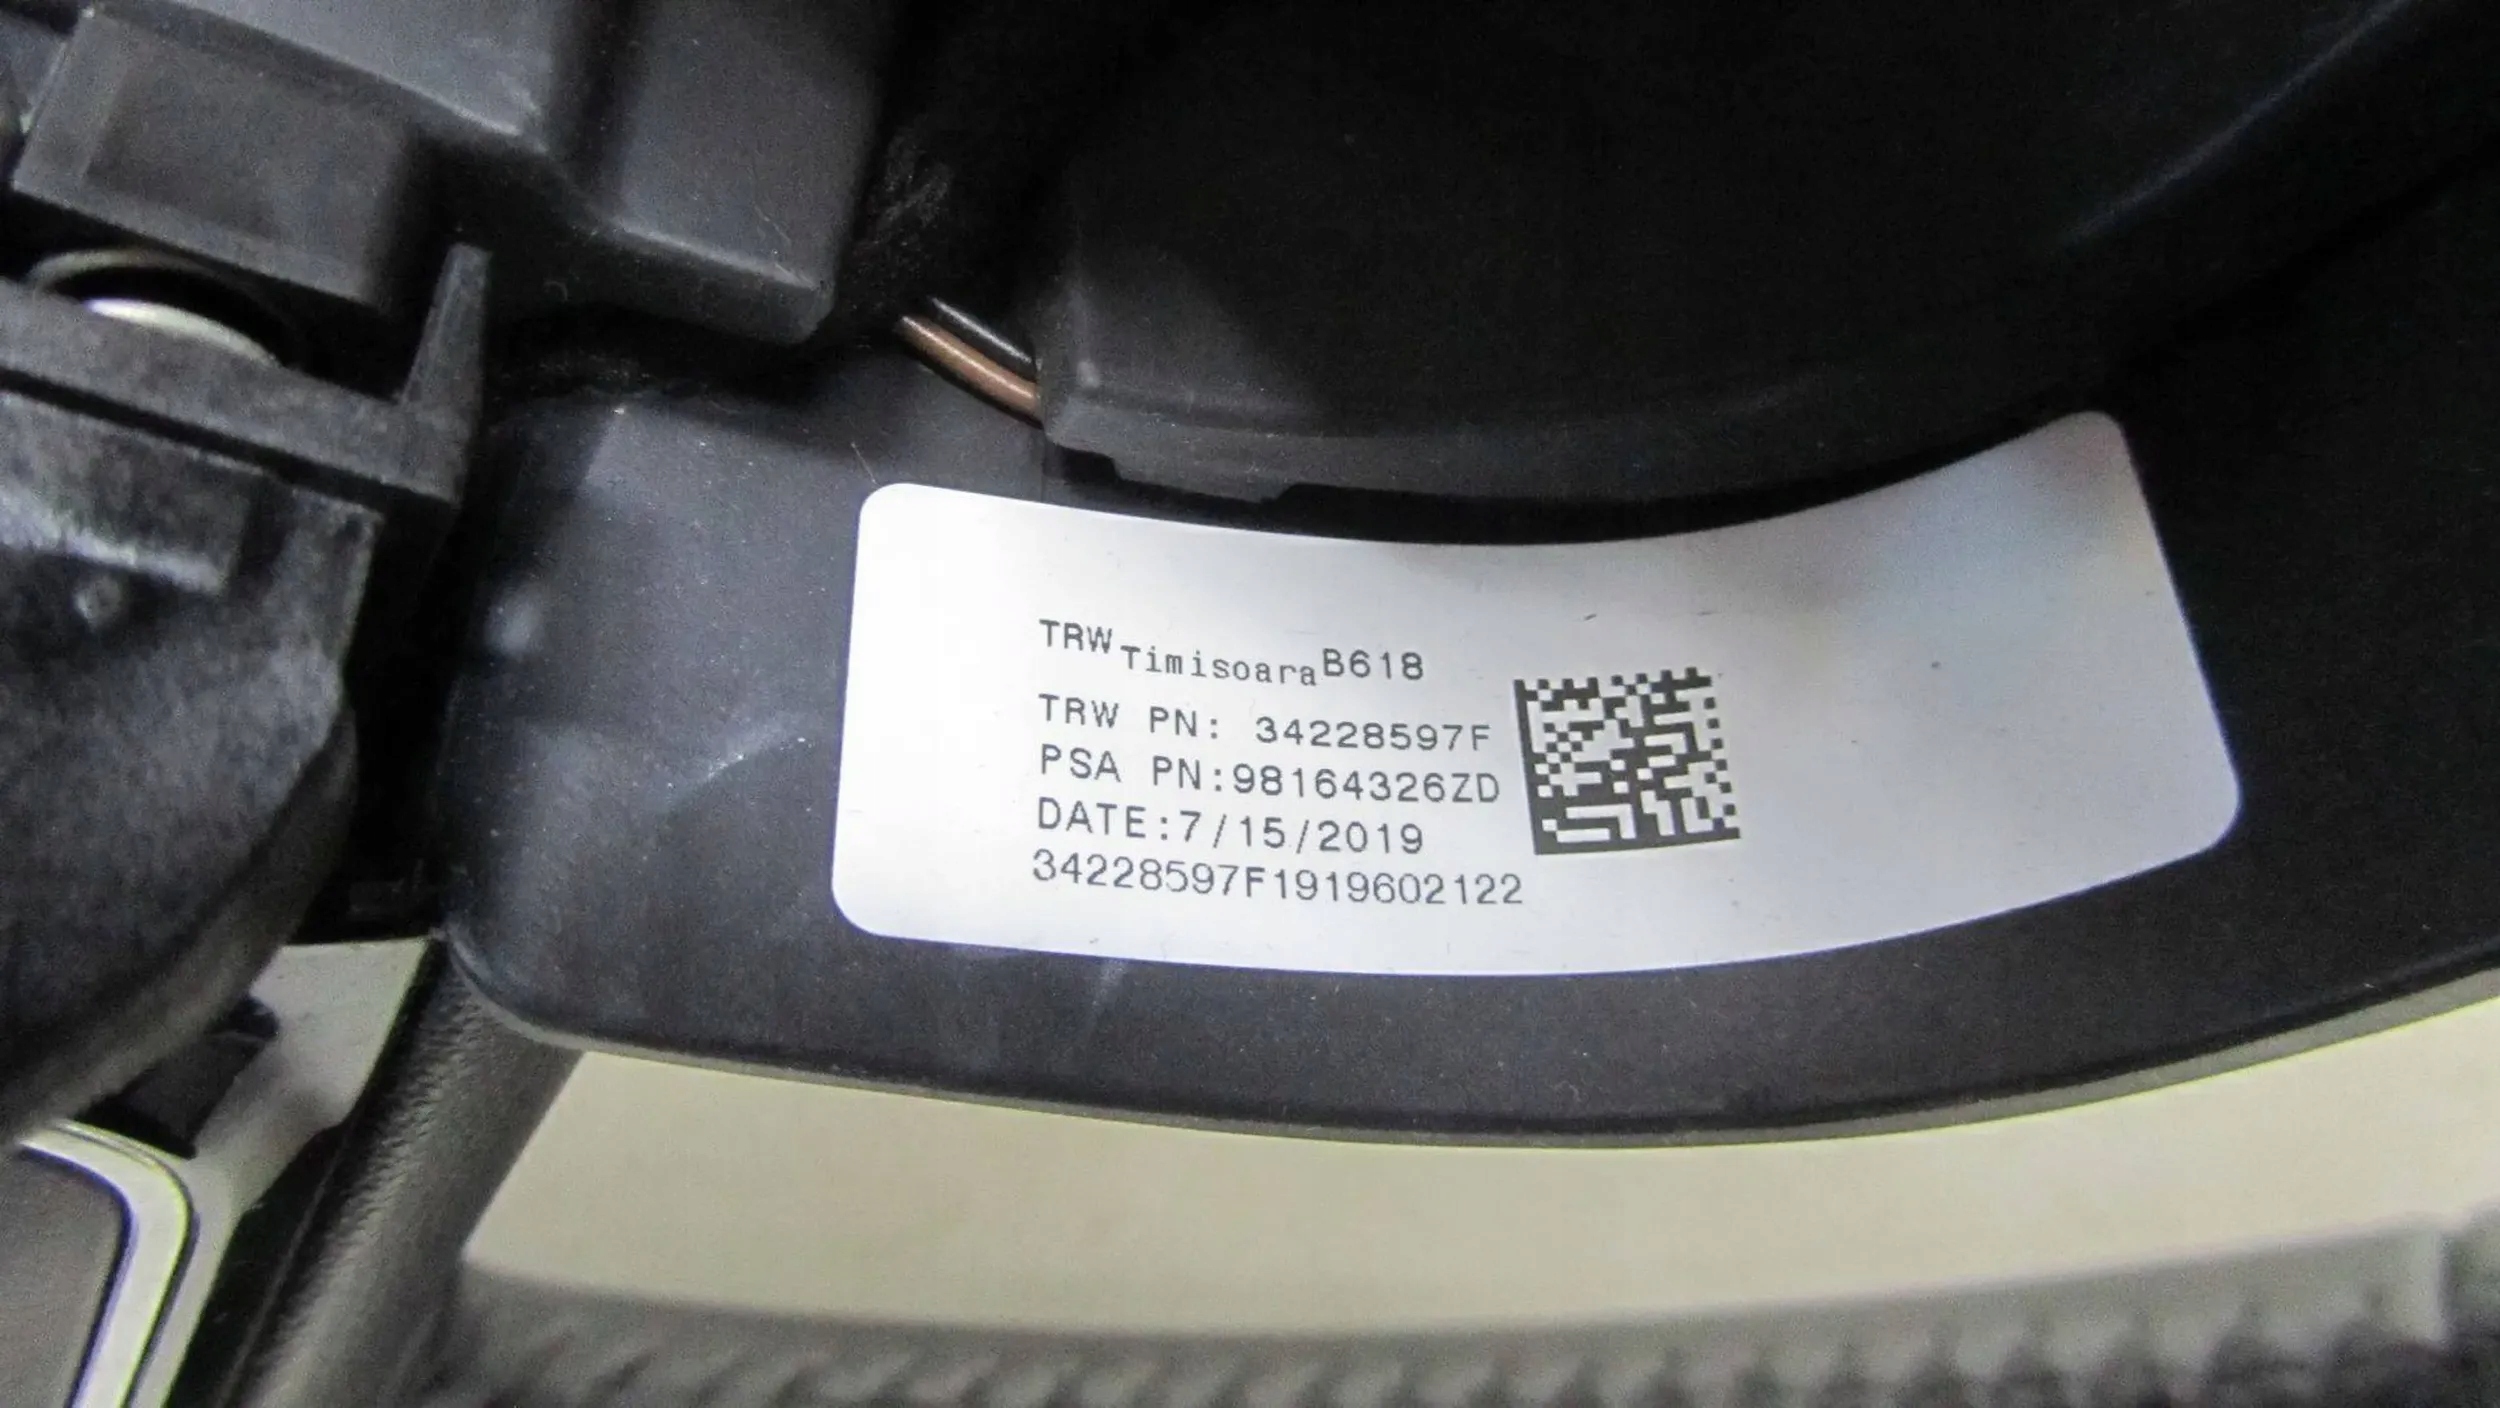 TRW Timisoara B618
TRW PN: 34228597F
PSA PN:98164326ZD
DATE:7/15/2019
34228597F1919602122